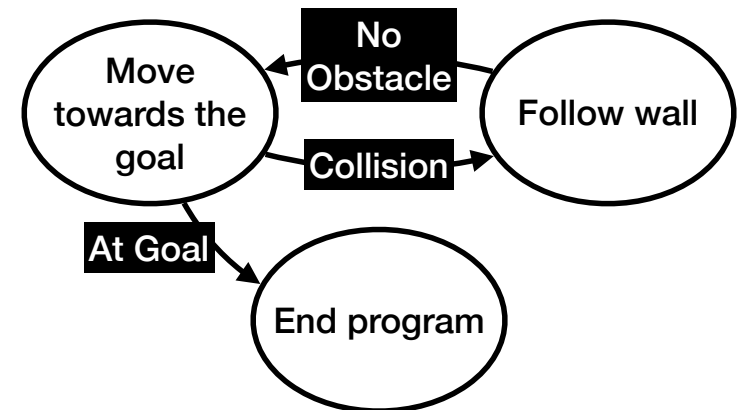 No
Obstacle
Move
towards the
goal
Follow wall
Collision
At Goal
End program